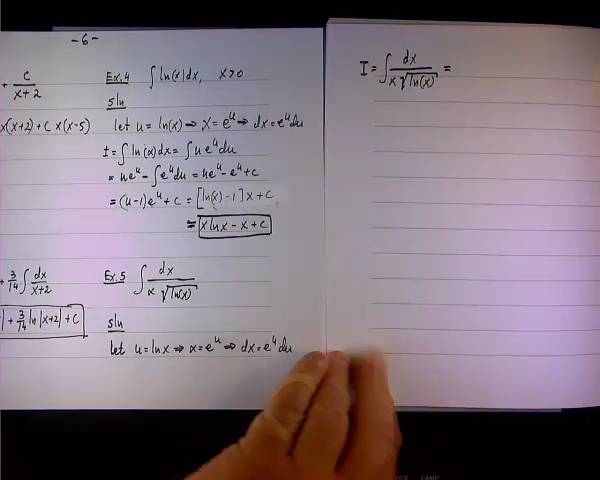 -6-
+ C/(x+2)
x(x+2) + C x(x-5)
+ 3/14 ∫ dx/(x+2)
| + 3/14 ln|x+2| + C
Ex.4 ∫ ln(x)dx, x>0
sln
let u = ln(x) ⇒ x = e^u ⇒ dx = e^u du
I = ∫ ln(x)dx = ∫ u e^u du
= ue^u - ∫ e^u du = ue^u - e^u + C
= (u-1)e^u + C = [ln(x) - 1] x + C
= x ln x - x + C
Ex.5 ∫ dx/(x √ln(x))
sln
let u = ln x ⇒ x = e^u ⇒ dx = e^u du
I = ∫ dx/(x √ln(x)) =